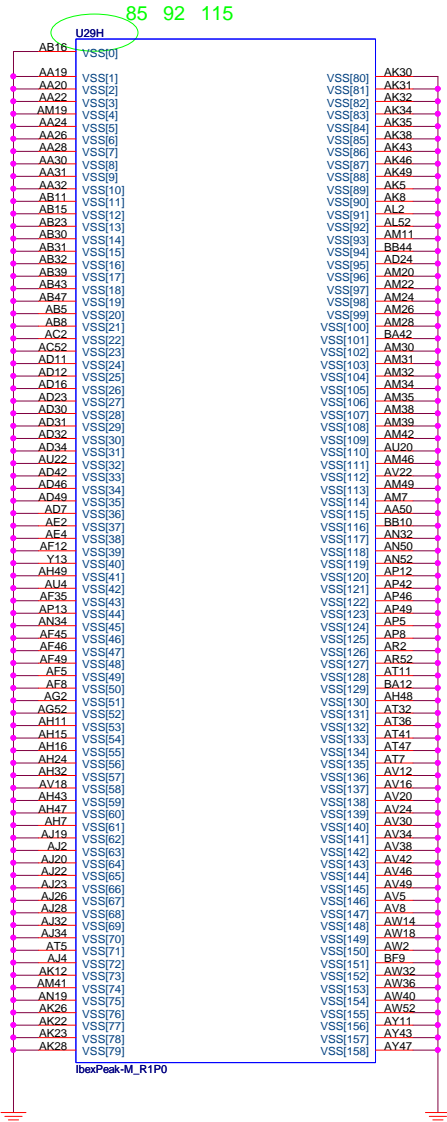 85 92 115
U29H
AB16 VSS[0]
AA19 VSS[1] VSS[80] AK30
AA20 VSS[2] VSS[81] AK31
AA22 VSS[3] VSS[82] AK32
AM19 VSS[4] VSS[83] AK34
AA24 VSS[5] VSS[84] AK35
AA26 VSS[6] VSS[85] AK38
AA28 VSS[7] VSS[86] AK43
AA30 VSS[8] VSS[87] AK46
AA31 VSS[9] VSS[88] AK49
AA32 VSS[10] VSS[89] AK5
AB11 VSS[11] VSS[90] AK8
AB15 VSS[12] VSS[91] AL2
AB23 VSS[13] VSS[92] AL52
AB30 VSS[14] VSS[93] AM11
AB31 VSS[15] VSS[94] BB44
AB32 VSS[16] VSS[95] AD24
AB39 VSS[17] VSS[96] AM20
AB43 VSS[18] VSS[97] AM22
AB47 VSS[19] VSS[98] AM24
AB5 VSS[20] VSS[99] AM26
AB8 VSS[21] VSS[100] AM28
AC2 VSS[22] VSS[101] BA42
AC52 VSS[23] VSS[102] AM30
AD11 VSS[24] VSS[103] AM31
AD12 VSS[25] VSS[104] AM32
AD16 VSS[26] VSS[105] AM34
AD23 VSS[27] VSS[106] AM35
AD30 VSS[28] VSS[107] AM38
AD31 VSS[29] VSS[108] AM39
AD32 VSS[30] VSS[109] AM42
AD34 VSS[31] VSS[110] AU20
AU22 VSS[32] VSS[111] AM46
AD42 VSS[33] VSS[112] AV22
AD46 VSS[34] VSS[113] AM49
AD49 VSS[35] VSS[114] AM7
AD7 VSS[36] VSS[115] AA50
AE2 VSS[37] VSS[116] BB10
AE4 VSS[38] VSS[117] AN32
AF12 VSS[39] VSS[118] AN50
Y13 VSS[40] VSS[119] AN52
AH49 VSS[41] VSS[120] AP12
AU4 VSS[42] VSS[121] AP42
AF35 VSS[43] VSS[122] AP46
AP13 VSS[44] VSS[123] AP49
AN34 VSS[45] VSS[124] AP5
AF45 VSS[46] VSS[125] AP8
AF46 VSS[47] VSS[126] AR2
AF49 VSS[48] VSS[127] AR52
AF5 VSS[49] VSS[128] AT11
AF8 VSS[50] VSS[129] BA12
AG2 VSS[51] VSS[130] AH48
AG52 VSS[52] VSS[131] AT32
AH11 VSS[53] VSS[132] AT36
AH15 VSS[54] VSS[133] AT41
AH16 VSS[55] VSS[134] AT47
AH24 VSS[56] VSS[135] AT7
AH32 VSS[57] VSS[136] AV12
AV18 VSS[58] VSS[137] AV16
AH43 VSS[59] VSS[138] AV20
AH47 VSS[60] VSS[139] AV24
AH7 VSS[61] VSS[140] AV30
AJ19 VSS[62] VSS[141] AV34
AJ2 VSS[63] VSS[142] AV38
AJ20 VSS[64] VSS[143] AV42
AJ22 VSS[65] VSS[144] AV46
AJ23 VSS[66] VSS[145] AV49
AJ26 VSS[67] VSS[146] AV5
AJ28 VSS[68] VSS[147] AV8
AJ32 VSS[69] VSS[148] AW14
AJ34 VSS[70] VSS[149] AW18
AT5 VSS[71] VSS[150] AW2
AJ4 VSS[72] VSS[151] BF9
AK12 VSS[73] VSS[152] AW32
AM41 VSS[74] VSS[153] AW36
AN19 VSS[75] VSS[154] AW40
AK26 VSS[76] VSS[155] AW52
AK22 VSS[77] VSS[156] AY11
AK23 VSS[78] VSS[157] AY43
AK28 VSS[79] VSS[158] AY47
IbexPeak-M_R1P0